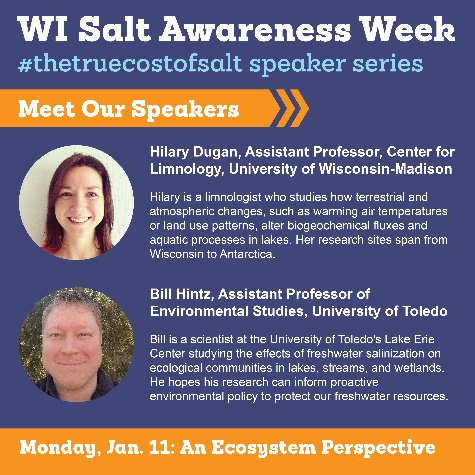 WI Salt Awareness Week
#thetruecostofsalt speaker series
Meet Our Speakers
Hilary Dugan, Assistant Professor, Center for
Limnology, University of Wisconsin-Madison
Hilary is a limnologist who studies how terrestrial and
atmospheric changes, such as warming air temperatures
or land use patterns, alter biogeochemical fluxes and
aquatic processes in lakes. Her research sites span from
Wisconsin to Antarctica.
Bill Hintz, Assistant Professor of
Environmental Studies, University of Toledo
Bill is a scientist at the University of Toledo's Lake Erie
Center studying the effects of freshwater salinization on
ecological communities in lakes, streams, and wetlands.
He hopes his research can inform proactive
environmental policy to protect our freshwater resources.
Monday, Jan. 11: An Ecosystem Perspective